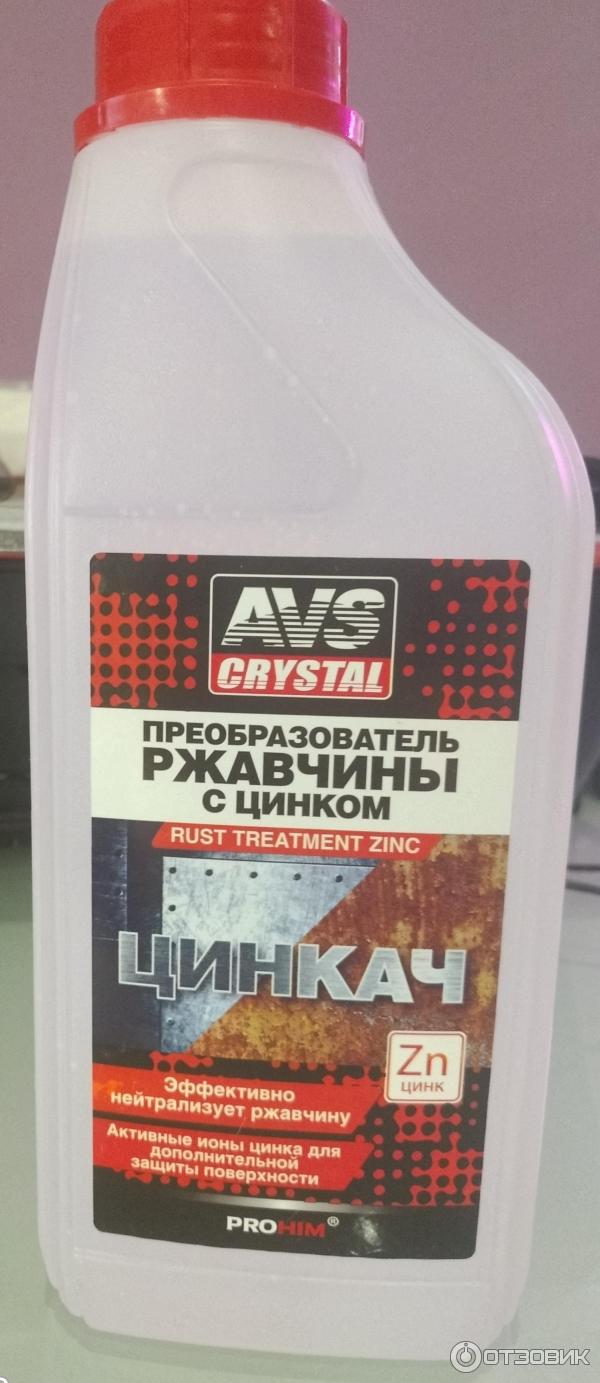 AVS
CRYSTAL
ПРЕОБРАЗОВАТЕЛЬ
РЖАВЧИНЫ
С ЦИНКОМ
RUST TREATMENT ZINC
ЦИНКАЧ
Zn
ЦИНК
Эффективно
нейтрализует ржавчину
Активные ионы цинка для
дополнительной
защиты поверхности
PROHIM®
ОТЗОВИК